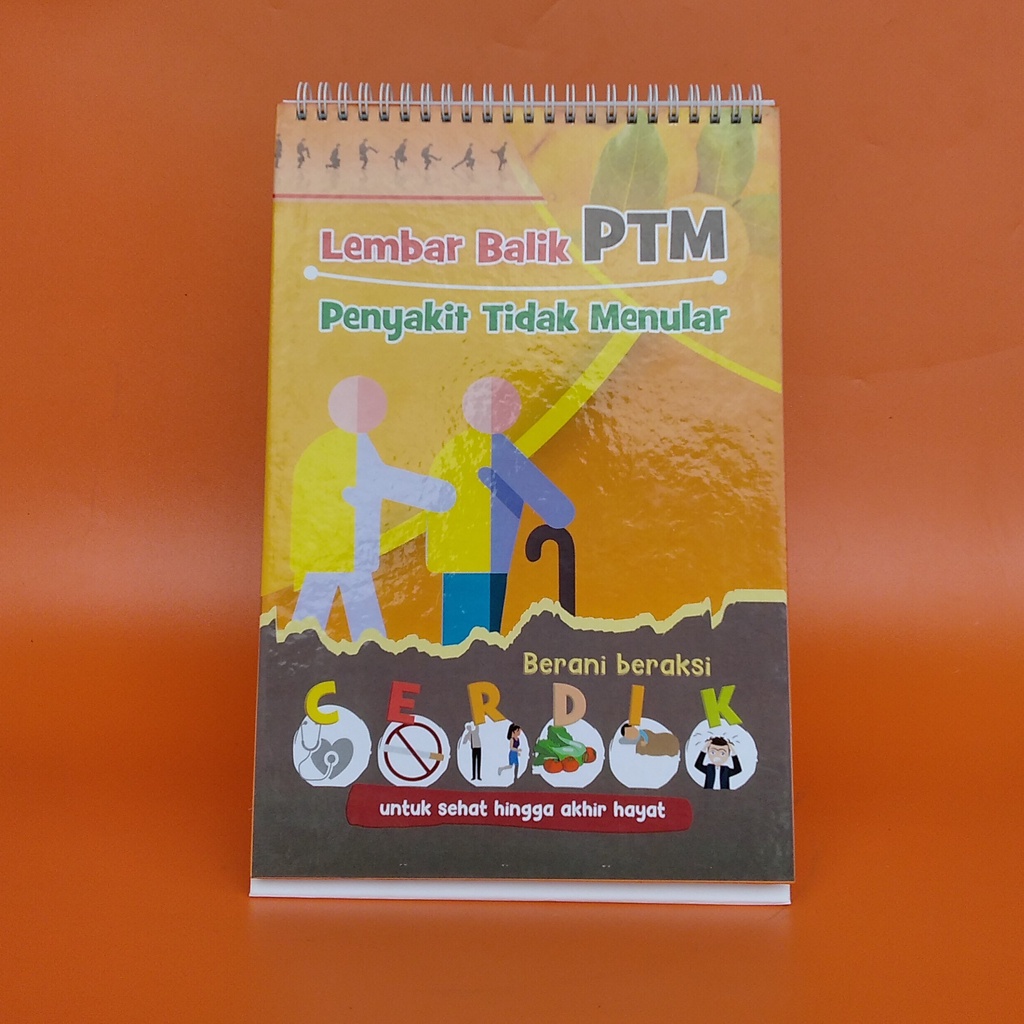 Lembar Balik PTM
Penyakit Tidak Menular
Berani beraksi
CERDIK
untuk sehat hingga akhir hayat